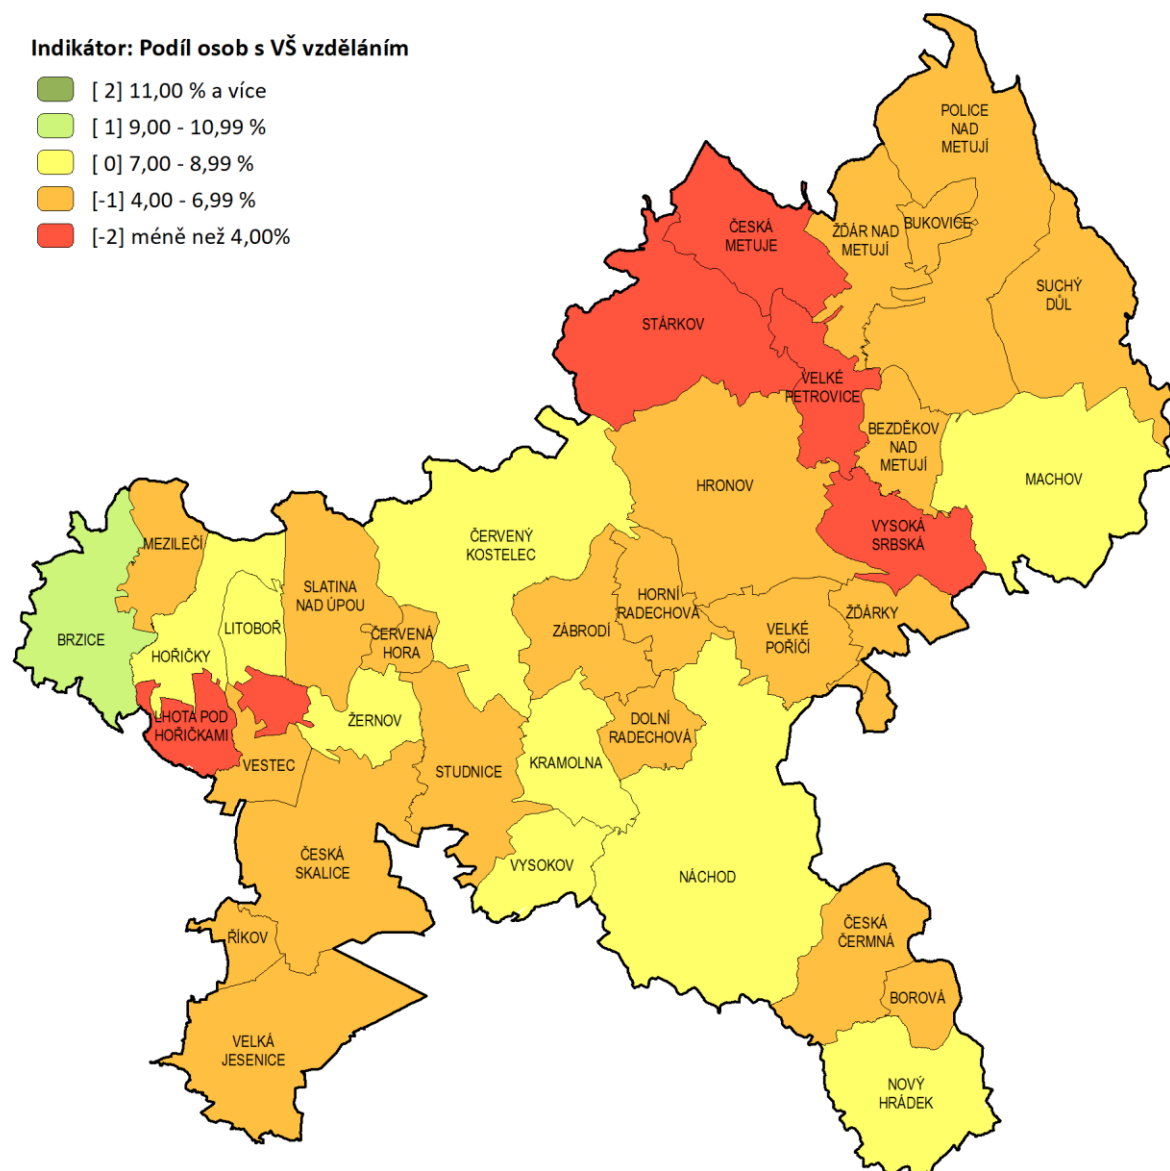 Indikátor: Podíl osob s VŠ vzděláním
[ 2] 11,00 % a více
[ 1] 9,00 - 10,99 %
[ 0] 7,00 - 8,99 %
[-1] 4,00 - 6,99 %
[-2] méně než 4,00%
POLICE
NAD
METUJÍ
ČESKÁ
METUJE
ŽĎÁR NAD
METUJÍ
BUKOVICE
SUCHÝ
DŮL
STÁRKOV
VELKÉ
PETROVICE
BEZDĚKOV
NAD
METUJÍ
MACHOV
HRONOV
VYSOKÁ
SRBSKÁ
ČERVENÝ
KOSTELEC
MEZILEČÍ
SLATINA
NAD ÚPOU
HORNÍ
RADECHOVÁ
ŽĎÁRKY
BRZICE
LITOBOŘ
ČERVENÁ
HORA
ZÁBRODÍ
VELKÉ
POŘÍČÍ
HOŘIČKY
LHOTA POD
HOŘIČKAMI
ŽERNOV
DOLNÍ
RADECHOVÁ
VESTEC
STUDNICE
KRAMOLNA
ČESKÁ
SKALICE
VYSOKOV
NÁCHOD
ŘÍKOV
ČESKÁ
ČERMNÁ
BOROVÁ
VELKÁ
JESENICE
NOVÝ
HRÁDEK